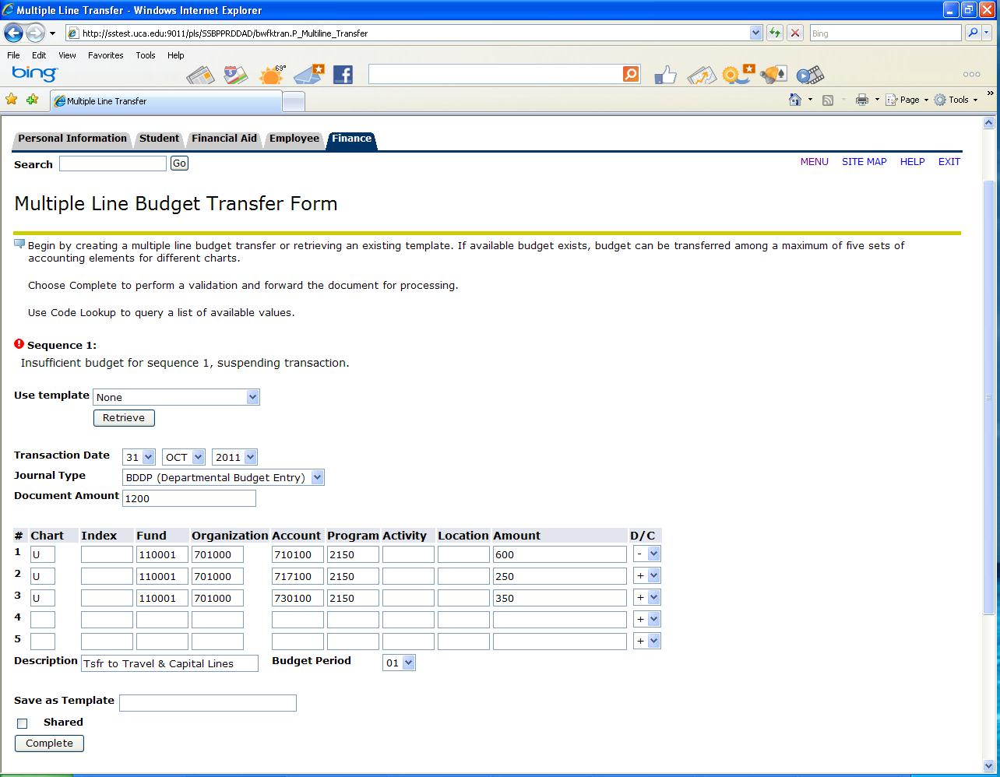 Multiple Line Transfer - Windows Internet Explorer
http://sstest.uca.edu:9011/pls/SSBPPRDDAD/bwfktran.P_Multiline_Transfer
Bing
File Edit View Favorites Tools Help
bing
69°
Multiple Line Transfer
Page Tools
Personal Information Student Financial Aid Employee Finance
Search Go MENU SITE MAP HELP EXIT
Multiple Line Budget Transfer Form
Begin by creating a multiple line budget transfer or retrieving an existing template. If available budget exists, budget can be transferred among a maximum of five sets of
accounting elements for different charts.
Choose Complete to perform a validation and forward the document for processing.
Use Code Lookup to query a list of available values.
Sequence 1:
Insufficient budget for sequence 1, suspending transaction.
Use template None
Retrieve
Transaction Date 31 OCT 2011
Journal Type BDDP (Departmental Budget Entry)
Document Amount 1200
# Chart Index Fund Organization Account Program Activity Location Amount D/C
1 U 110001 701000 710100 2150 600 -
2 U 110001 701000 717100 2150 250 +
3 U 110001 701000 730100 2150 350 +
4 +
5 +
Description Tsfr to Travel & Capital Lines Budget Period 01
Save as Template
Shared
Complete